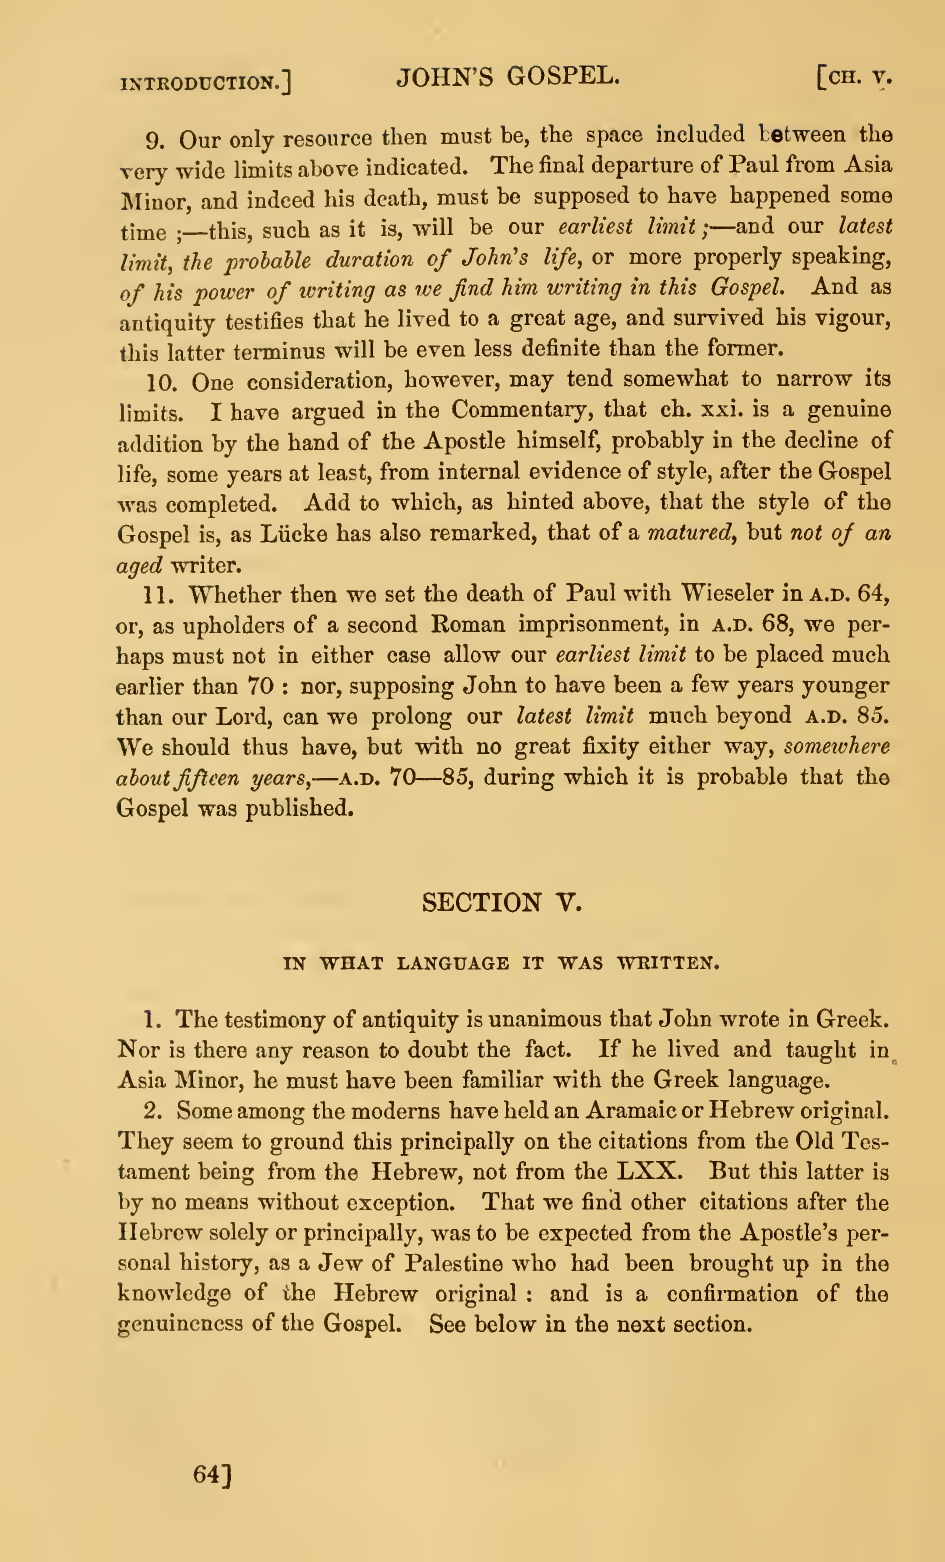 INTRODUCTION.] JOHN'S GOSPEL. [CH. V.
9. Our only resource then must be, the space included between the
very wide limits above indicated. The final departure of Paul from Asia
Minor, and indeed his death, must be supposed to have happened some
time ;—this, such as it is, will be our earliest limit ;—and our latest
limit, the probable duration of John's life, or more properly speaking,
of his power of writing as we find him writing in this Gospel. And as
antiquity testifies that he lived to a great age, and survived his vigour,
this latter terminus will be even less definite than the former.
10. One consideration, however, may tend somewhat to narrow its
limits. I have argued in the Commentary, that ch. xxi. is a genuine
addition by the hand of the Apostle himself, probably in the decline of
life, some years at least, from internal evidence of style, after the Gospel
was completed. Add to which, as hinted above, that the style of the
Gospel is, as Lücke has also remarked, that of a matured, but not of an
aged writer.
11. Whether then we set the death of Paul with Wieseler in A.D. 64,
or, as upholders of a second Roman imprisonment, in A.D. 68, we per-
haps must not in either case allow our earliest limit to be placed much
earlier than 70 : nor, supposing John to have been a few years younger
than our Lord, can we prolong our latest limit much beyond A.D. 85.
We should thus have, but with no great fixity either way, somewhere
about fifteen years,—A.D. 70—85, during which it is probable that the
Gospel was published.
SECTION V.
IN WHAT LANGUAGE IT WAS WRITTEN.
1. The testimony of antiquity is unanimous that John wrote in Greek.
Nor is there any reason to doubt the fact. If he lived and taught in
Asia Minor, he must have been familiar with the Greek language.
2. Some among the moderns have held an Aramaic or Hebrew original.
They seem to ground this principally on the citations from the Old Tes-
tament being from the Hebrew, not from the LXX. But this latter is
by no means without exception. That we find other citations after the
Hebrew solely or principally, was to be expected from the Apostle's per-
sonal history, as a Jew of Palestine who had been brought up in the
knowledge of the Hebrew original : and is a confirmation of the
genuineness of the Gospel. See below in the next section.
64]